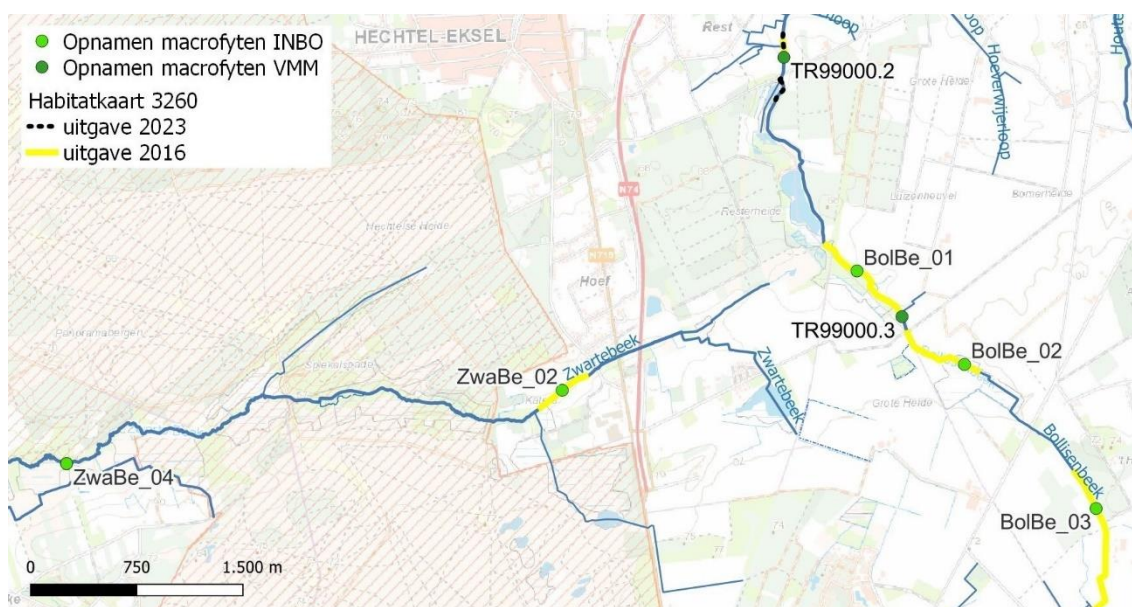 Opnamen macrofyten INBO
Opnamen macrofyten VMM
Habitatkaart 3260
uitgave 2023
uitgave 2016
HECHTEL-EKSEL
Rest
TR99000.2
Grote Heide
Hoeverwijerloop
N74
Resterheide
Hechtelse Heide
N715
Hoef
BolBe_01
TR99000.3
BolBe_02
Zwartebeek
ZwaBe_02
Zwartebeek
Grote Heide
Bollisenbeek
ZwaBe_04
BolBe_03
0 750 1.500 m